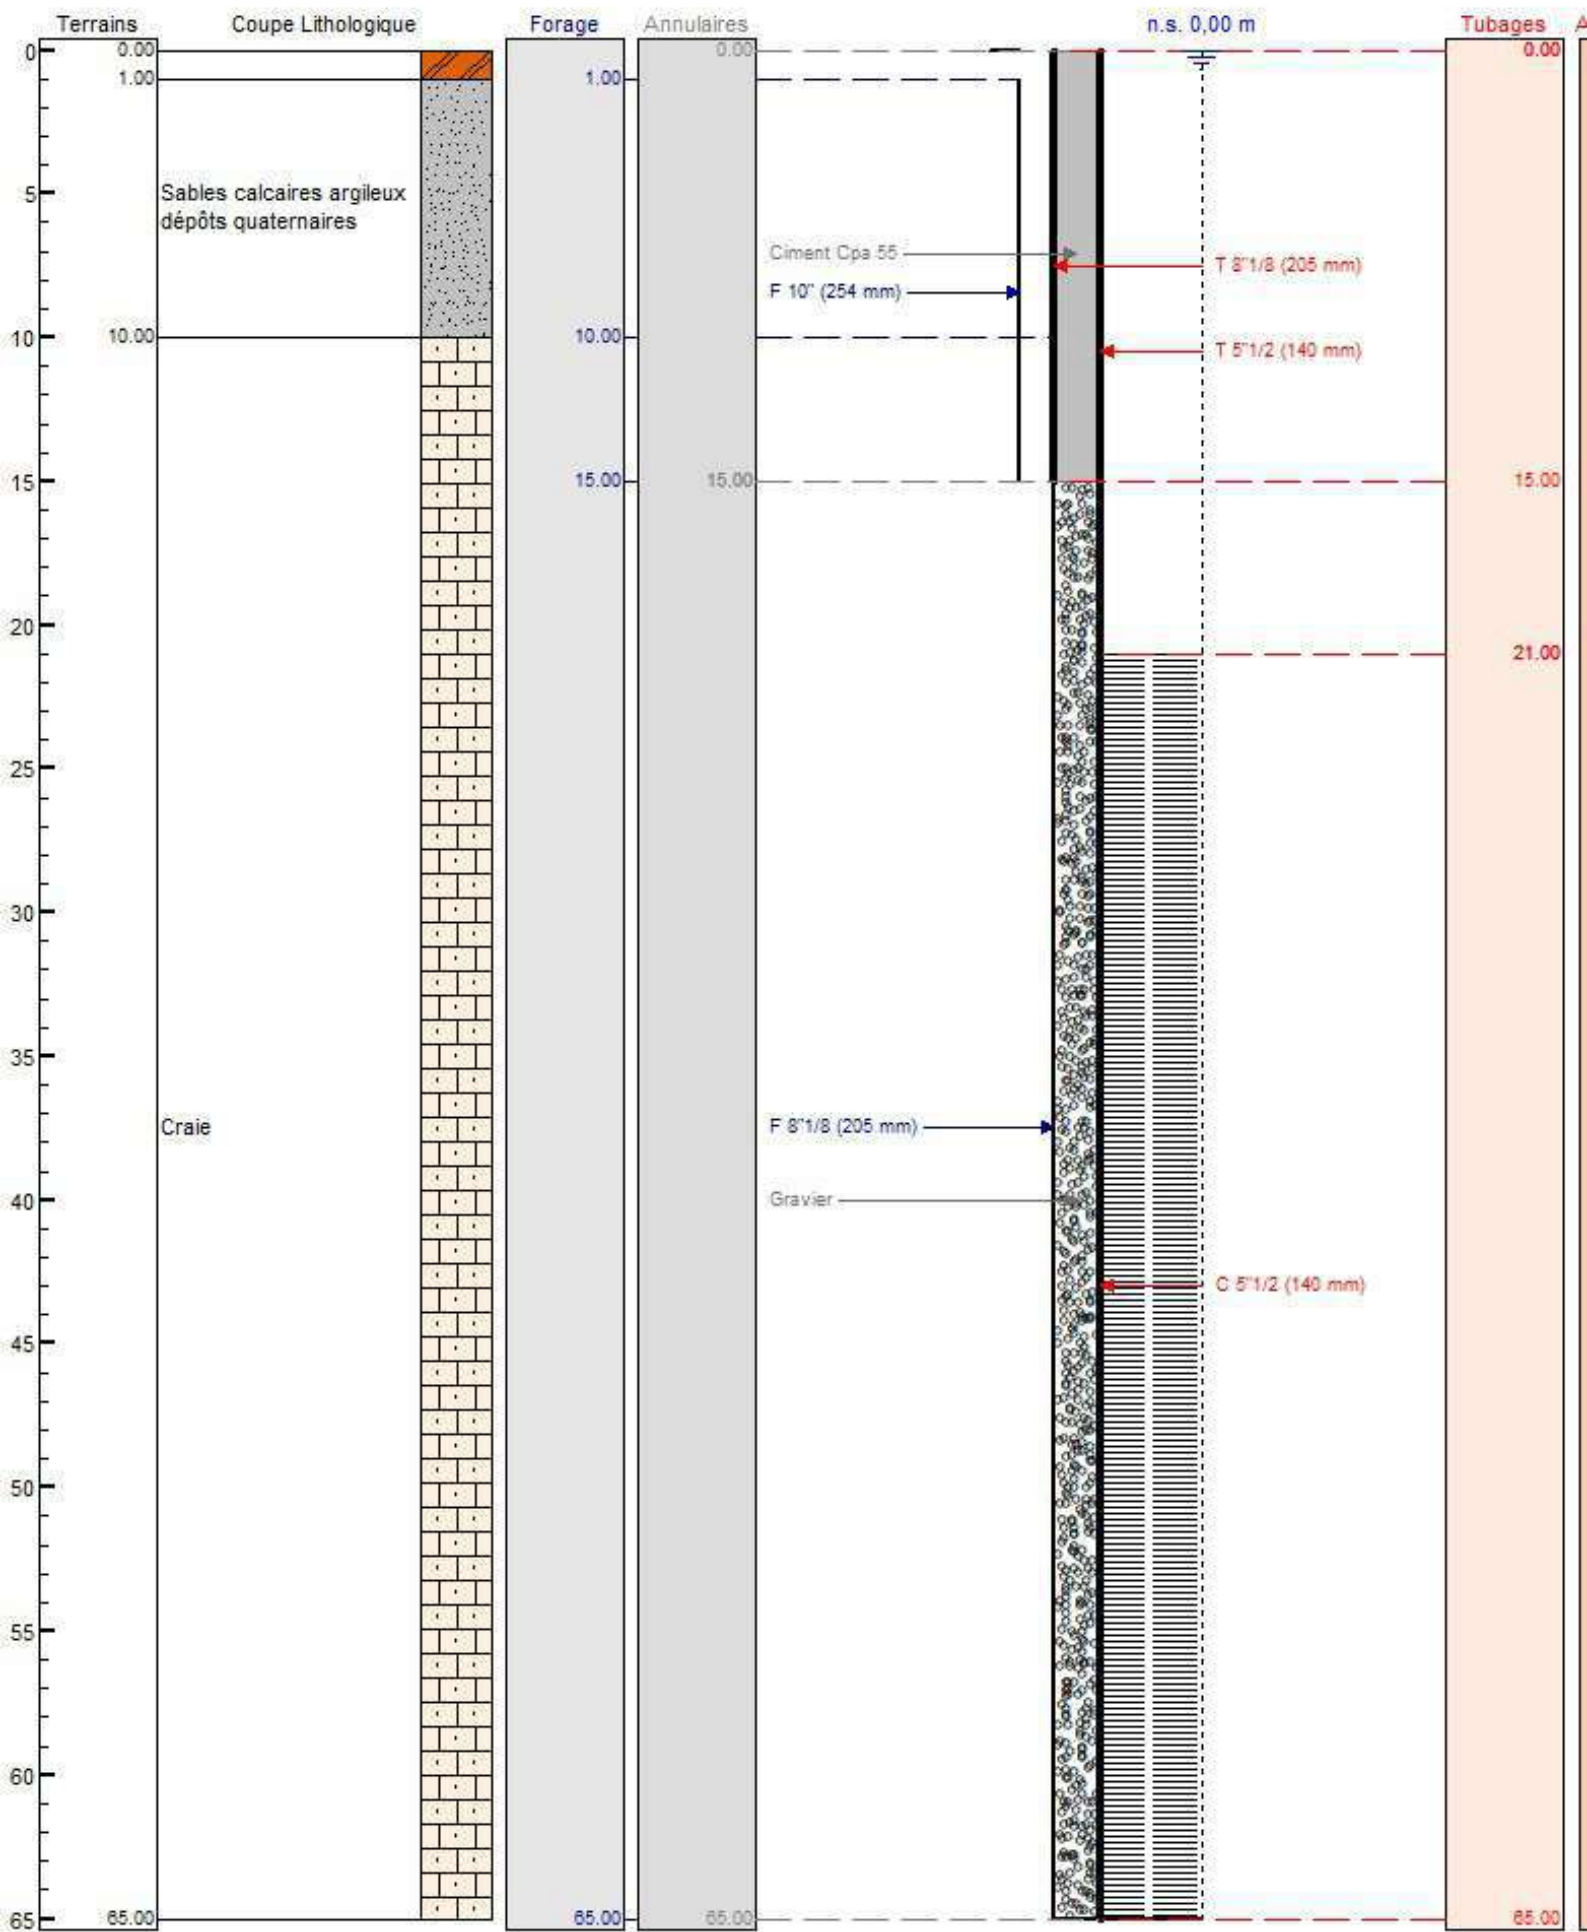 Terrains Coupe Lithologique Forage Annulaires n.s. 0,00 m Tubages A
0 0.00 0.00 0.00
1.00 1.00
5 Sables calcaires argileux
dépôts quaternaires
Ciment Cpa 55 T 8"1/8 (205 mm)
F 10" (254 mm)
10 10.00 10.00 T 5"1/2 (140 mm)
15 15.00 15.00 15.00
20
21.00
25
30
35
Craie F 8"1/8 (205 mm)
40 Gravier
C 5"1/2 (140 mm)
45
50
55
60
65 65.00 65.00 65.00 65.00